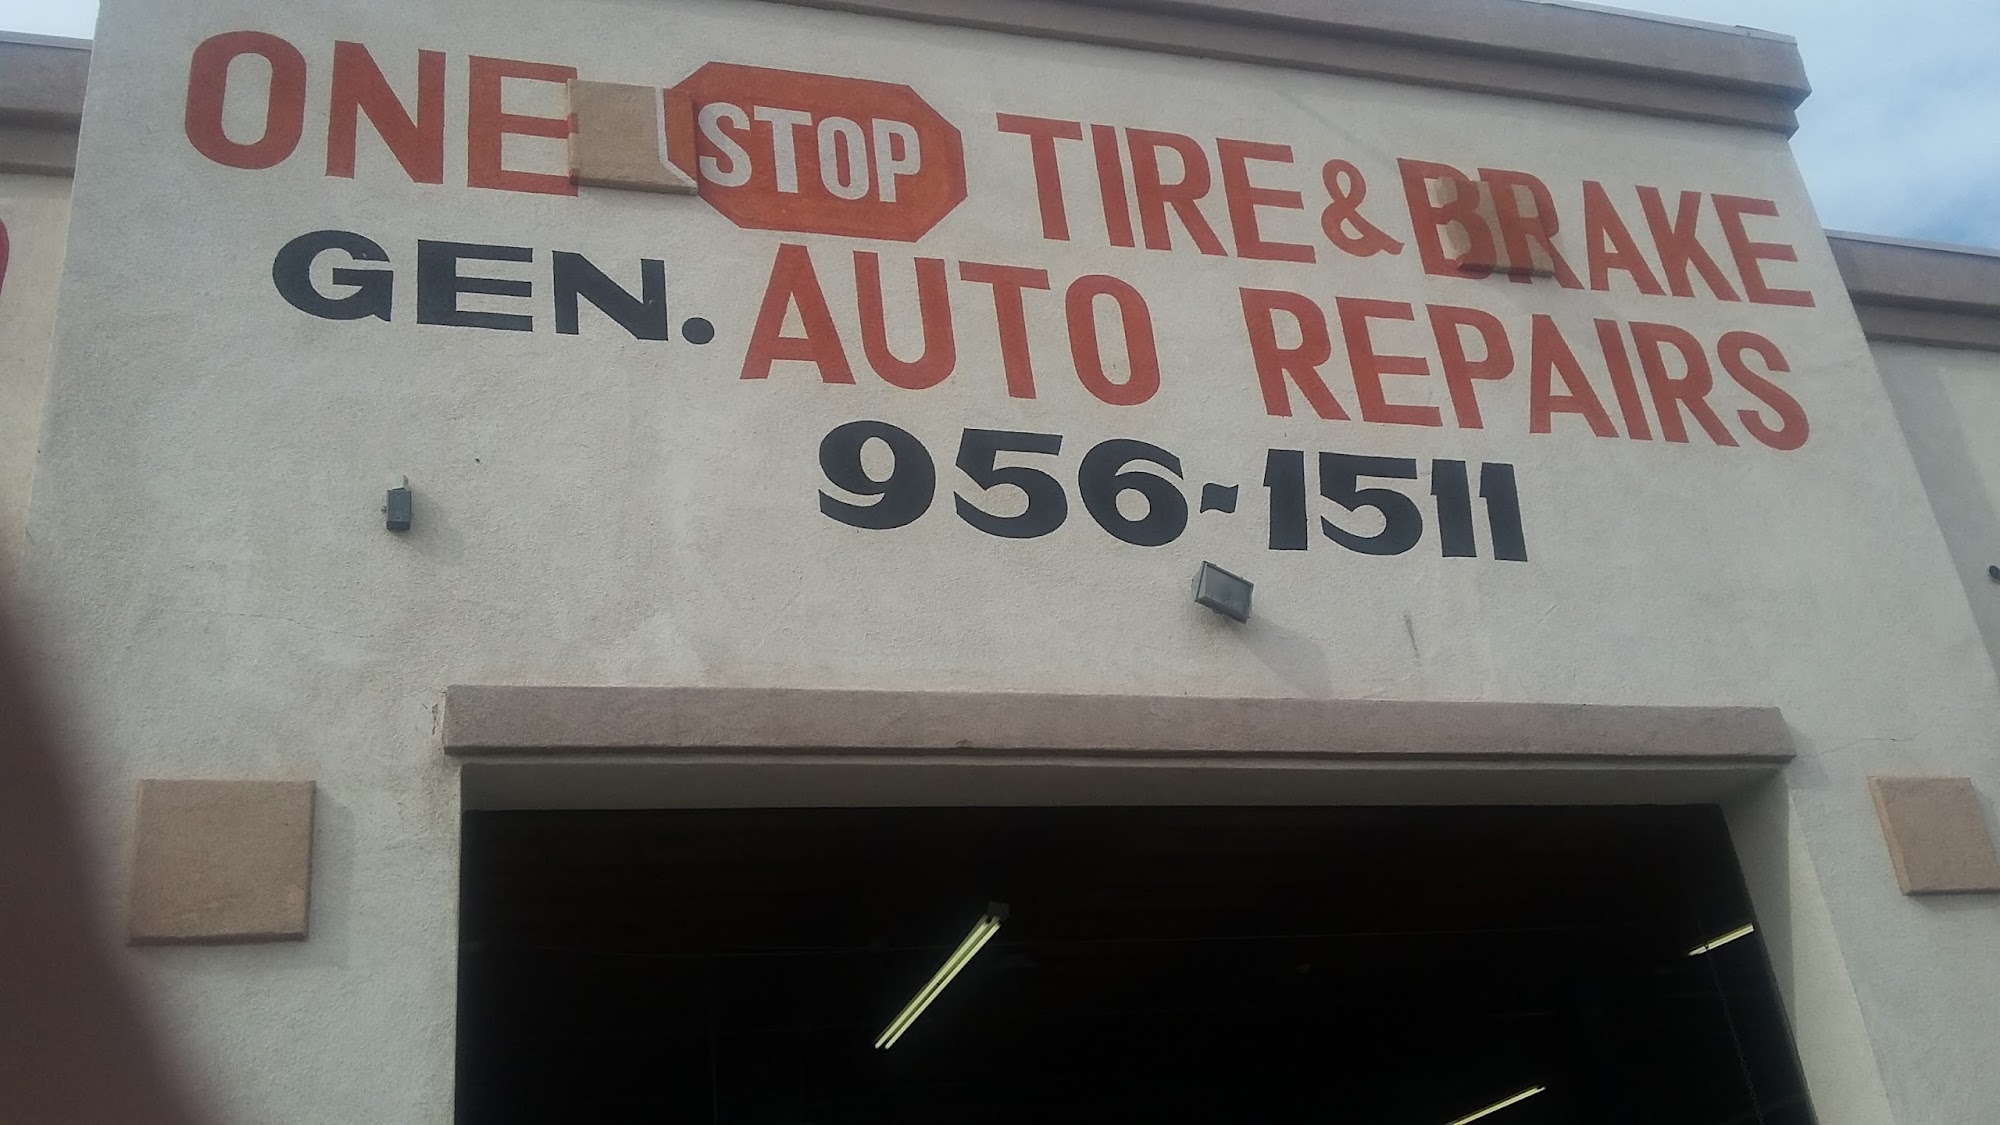 ONE STOP TIRE & BRAKE
GEN. AUTO REPAIRS
956-1511